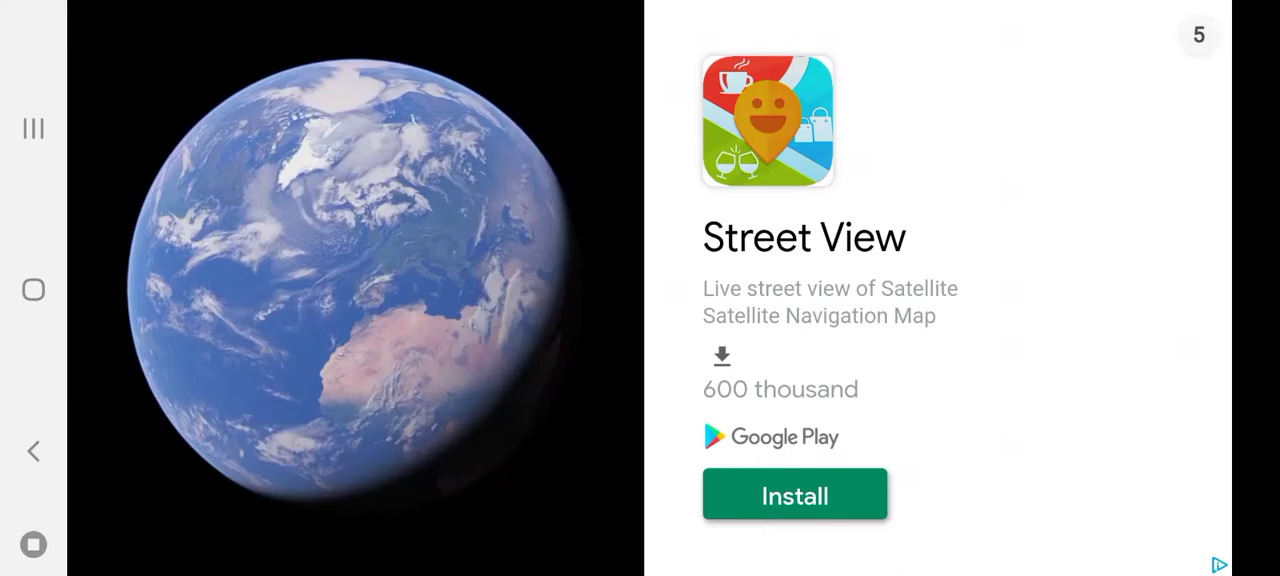 5
Street View
Live street view of Satellite
Satellite Navigation Map
600 thousand
Google Play
Install